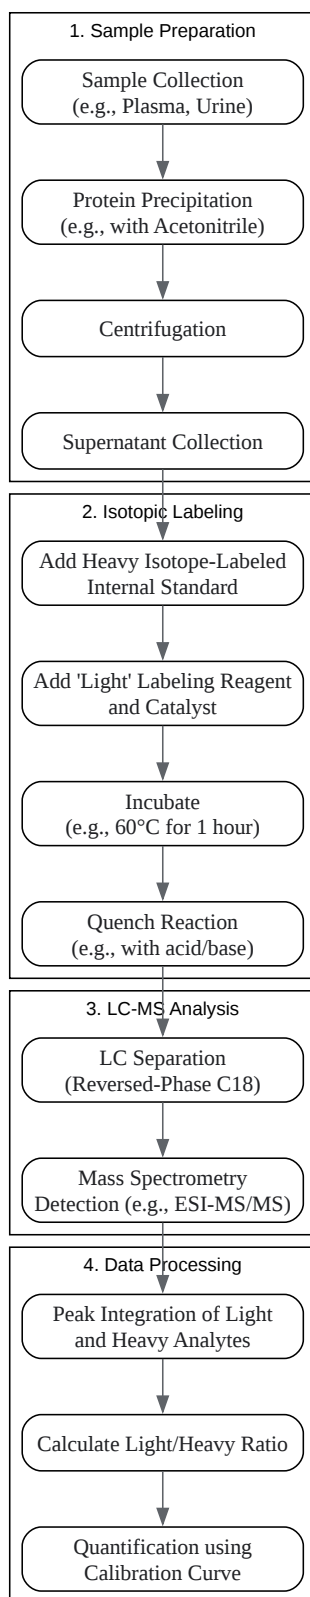 1. Sample Preparation
Sample Collection
(e.g., Plasma, Urine)
Protein Precipitation
(e.g., with Acetonitrile)
Centrifugation
Supernatant Collection
2. Isotopic Labeling
Add Heavy Isotope-Labeled
Internal Standard
Add 'Light' Labeling Reagent
and Catalyst
Incubate
(e.g., 60°C for 1 hour)
Quench Reaction
(e.g., with acid/base)
3. LC-MS Analysis
LC Separation
(Reversed-Phase C18)
Mass Spectrometry
Detection (e.g., ESI-MS/MS)
4. Data Processing
Peak Integration of Light
and Heavy Analytes
Calculate Light/Heavy Ratio
Quantification using
Calibration Curve